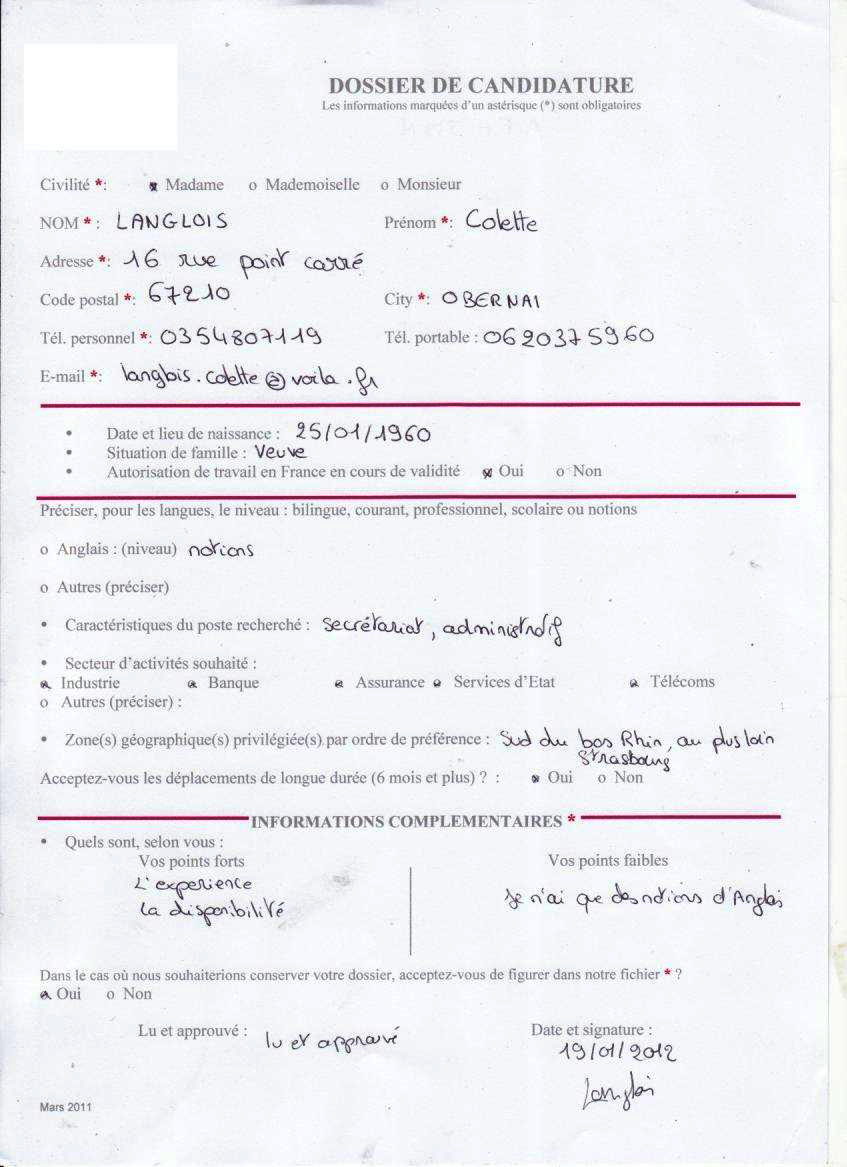 DOSSIER DE CANDIDATURE
Les informations marquées d'un astérisque (*) sont obligatoires
Civilité *: Madame o Mademoiselle o Monsieur
NOM * : LANGLOIS Prénom *: Colette
Adresse *: 16 rue point carré
Code postal *: 67210 City *: OBERNAI
Tél. personnel *: 0354807119 Tél. portable : 0620375960
E-mail *: langlois.colette@voila.fr
• Date et lieu de naissance : 25/01/1960
• Situation de famille : Veuve
• Autorisation de travail en France en cours de validité Oui o Non
Préciser, pour les langues, le niveau : bilingue, courant, professionnel, scolaire ou notions
o Anglais : (niveau) notions
o Autres (préciser)
• Caractéristiques du poste recherché : secrétariat, administratif
• Secteur d'activités souhaité :
Industrie Banque Assurance Services d'Etat Télécoms
o Autres (préciser) :
• Zone(s) géographique(s) privilégiée(s) par ordre de préférence : Sud du bas Rhin, au plus loin
Strasbourg
Acceptez-vous les déplacements de longue durée (6 mois et plus) ? : Oui o Non
INFORMATIONS COMPLEMENTAIRES *
• Quels sont, selon vous :
Vos points forts Vos points faibles
L'experience
La disponibilité Je n'ai que des notions d'Anglais
Dans le cas où nous souhaiterions conserver votre dossier, acceptez-vous de figurer dans notre fichier * ?
Oui o Non
Lu et approuvé : lu et approuvé Date et signature :
19/01/2012
Langlois
Mars 2011